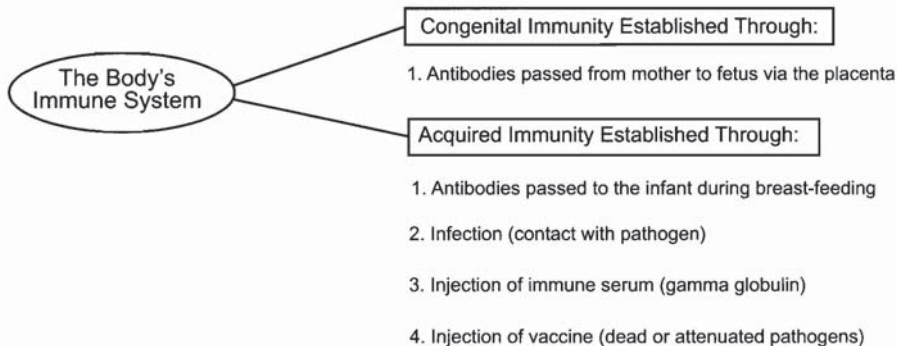 The Body's
Immune System
Congenital Immunity Established Through:
1. Antibodies passed from mother to fetus via the placenta
Acquired Immunity Established Through:
1. Antibodies passed to the infant during breast-feeding
2. Infection (contact with pathogen)
3. Injection of immune serum (gamma globulin)
4. Injection of vaccine (dead or attenuated pathogens)